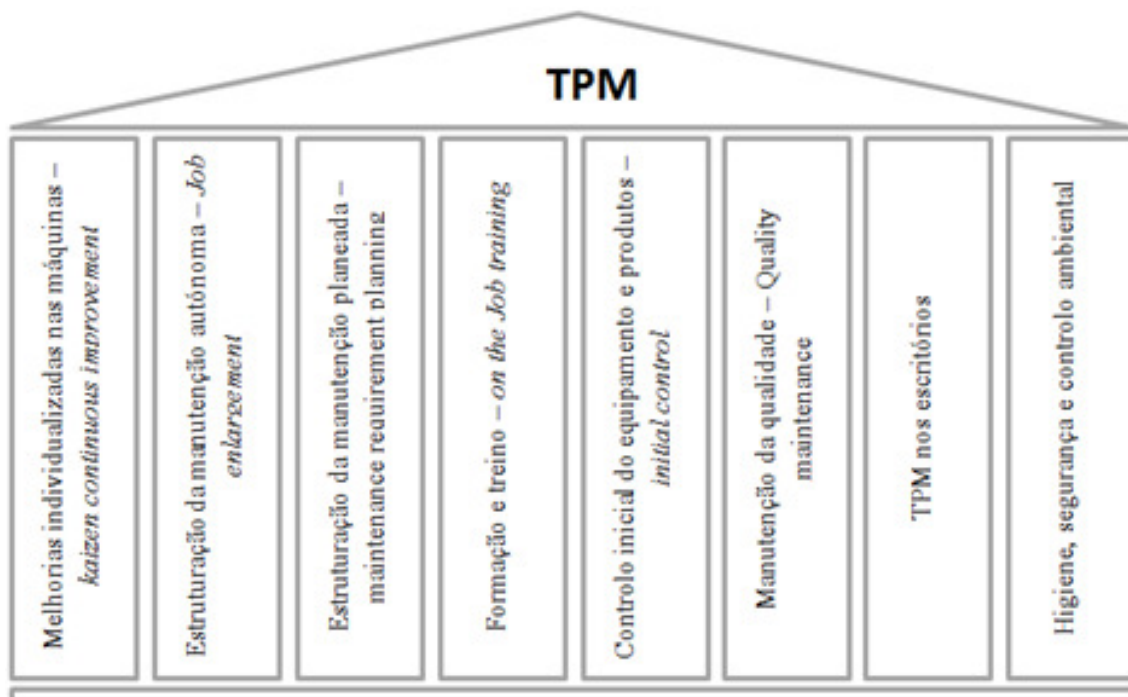 TPM
Melhorias individualizadas nas máquinas –
kaizen continuous improvement
Estruturação da manutenção autónoma – Job
enlargement
Estruturação da manutenção planeada –
maintenance requirement planning
Formação e treino – on the Job training
Controlo inicial do equipamento e produtos –
initial control
Manutenção da qualidade – Quality
maintenance
TPM nos escritórios
Higiene, segurança e controlo ambiental